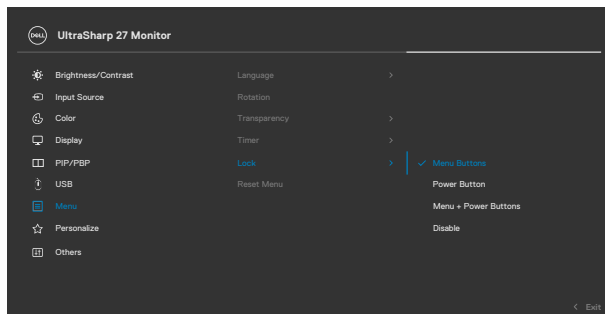 DELL
UltraSharp 27 Monitor
Brightness/Contrast
Language
Input Source
Rotation
Color
Transparency
Display
Timer
PIP/PBP
Lock
Menu Buttons
USB
Reset Menu
Power Button
Menu
Menu + Power Buttons
Personalize
Disable
Others
Exit